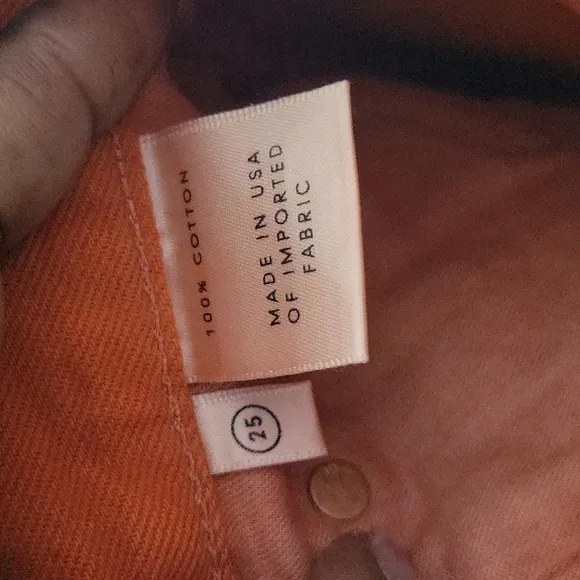 100% COTTON
MADE IN USA
OF IMPORTED
FABRIC
25